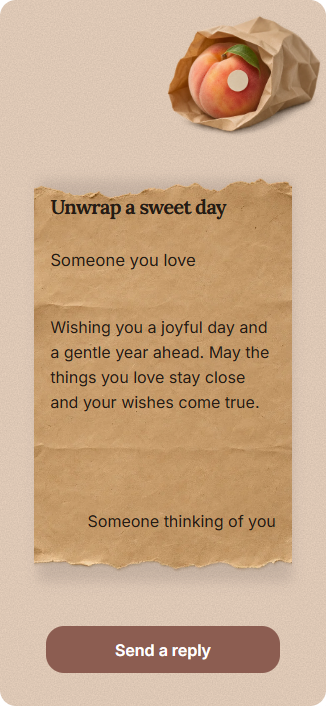 Unwrap a sweet day
Someone you love
Wishing you a joyful day and
a gentle year ahead. May the
things you love stay close
and your wishes come true.
Someone thinking of you
Send a reply